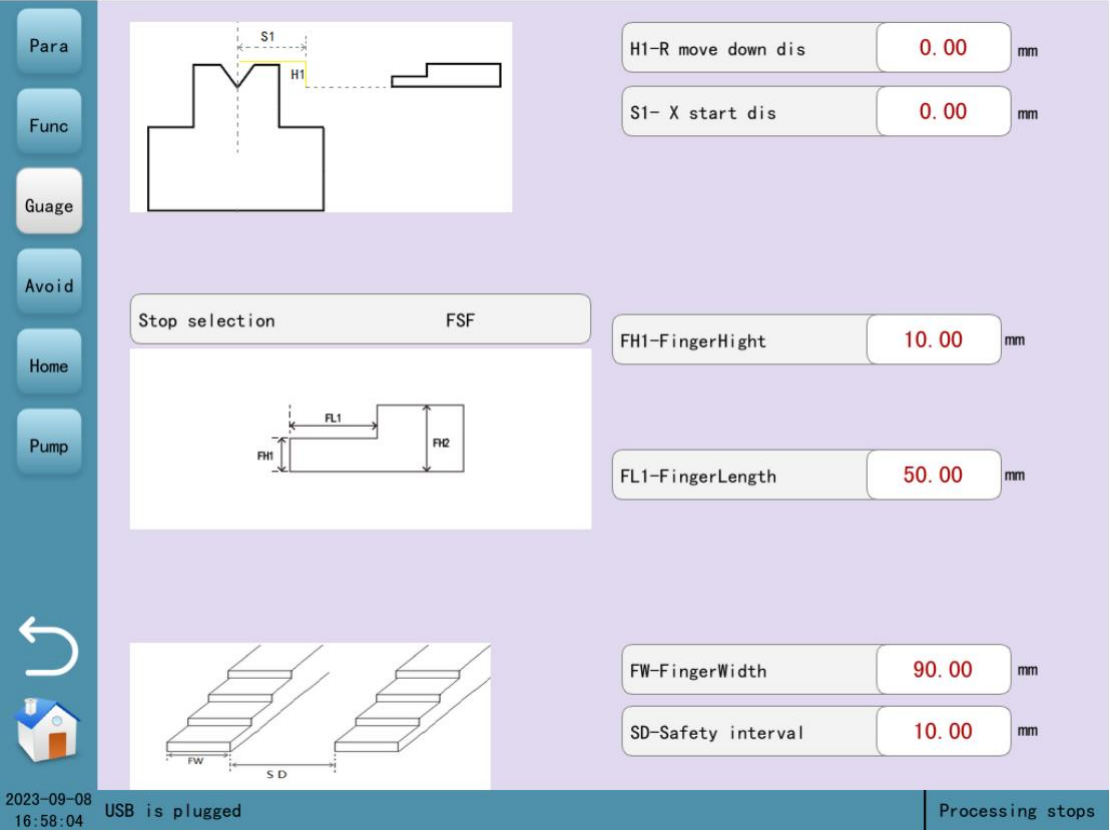 Para
Func
Guage
Avoid
Home
Pump
S1
H1
H1-R move down dis 0.00 mm
S1- X start dis 0.00 mm
Stop selection FSF
FL1
FH1
FH2
FH1-FingerHight 10.00 mm
FL1-FingerLength 50.00 mm
FW
SD
FW-FingerWidth 90.00 mm
SD-Safety interval 10.00 mm
2023-09-08
16:58:04
USB is plugged
Processing stops